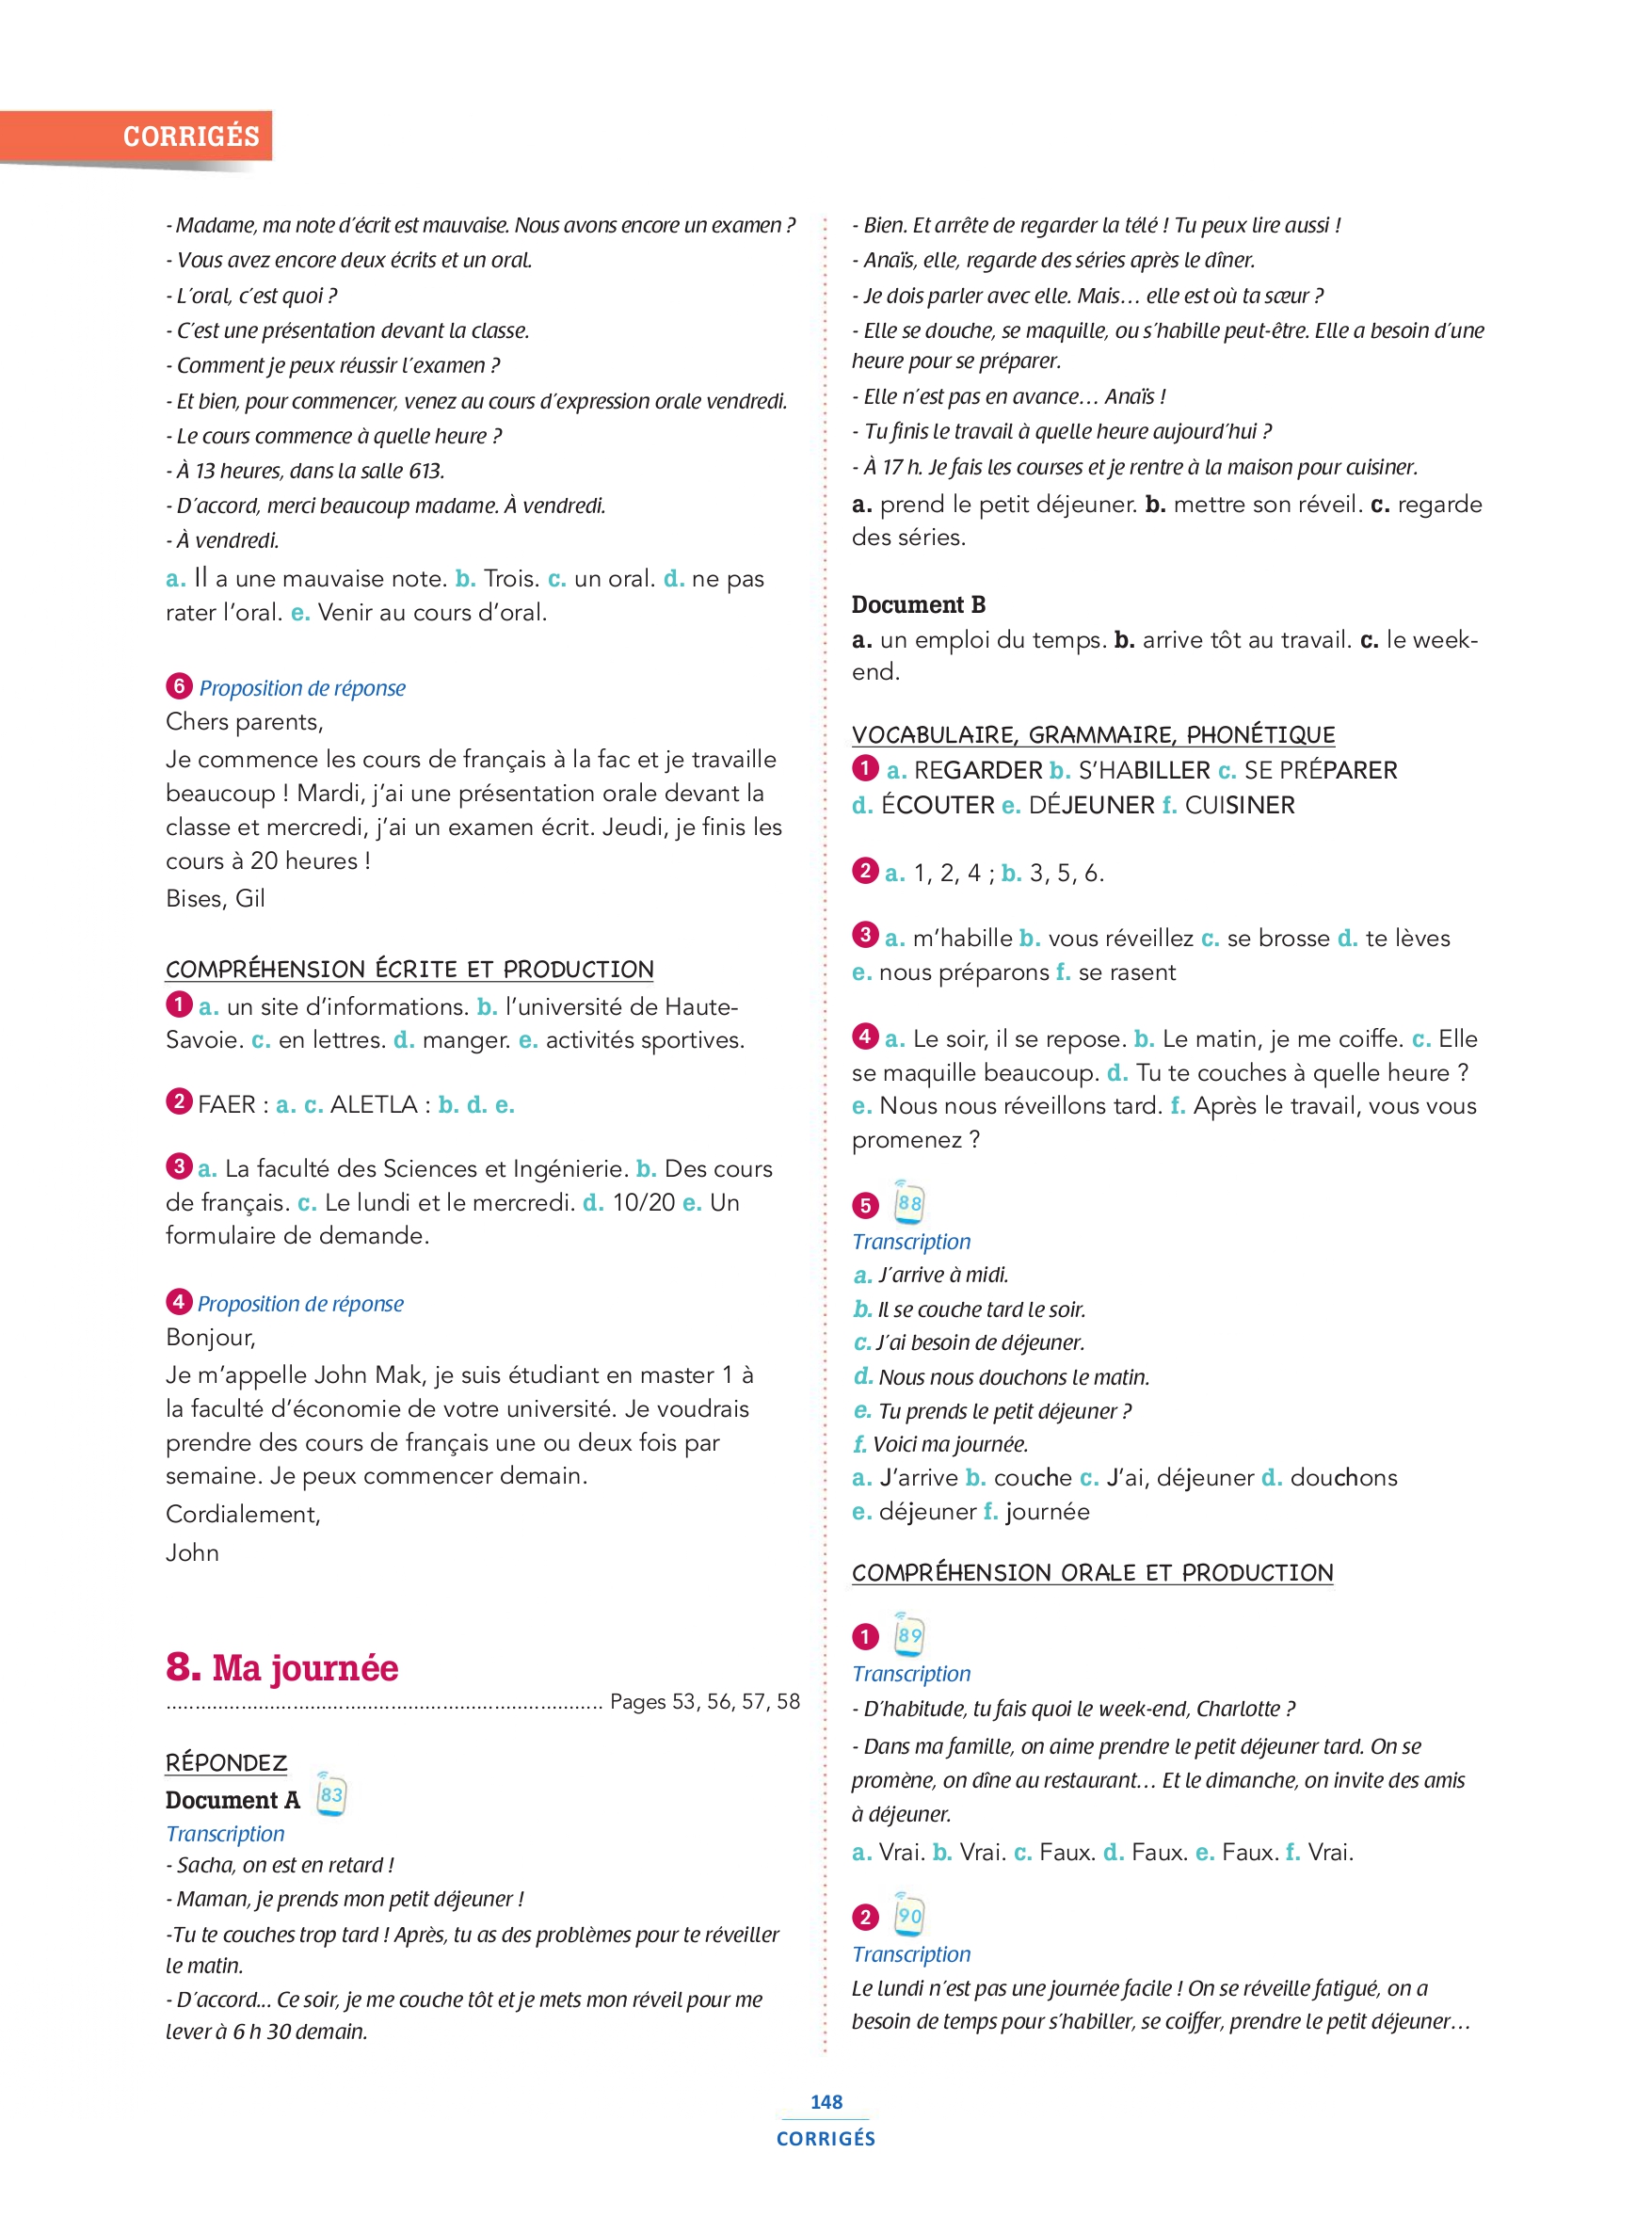 CORRIGÉS
- Madame, ma note d'écrit est mauvaise. Nous avons encore un examen ?
- Vous avez encore deux écrits et un oral.
- L'oral, c'est quoi ?
- C'est une présentation devant la classe.
- Comment je peux réussir l'examen ?
- Et bien, pour commencer, venez au cours d'expression orale vendredi.
- Le cours commence à quelle heure ?
- À 13 heures, dans la salle 613.
- D'accord, merci beaucoup madame. À vendredi.
- À vendredi.
a. Il a une mauvaise note. b. Trois. c. un oral. d. ne pas
rater l'oral. e. Venir au cours d'oral.
6 Proposition de réponse
Chers parents,
Je commence les cours de français à la fac et je travaille
beaucoup ! Mardi, j'ai une présentation orale devant la
classe et mercredi, j'ai un examen écrit. Jeudi, je finis les
cours à 20 heures !
Bises, Gil
COMPRÉHENSION ÉCRITE ET PRODUCTION
1 a. un site d'informations. b. l'université de Haute-
Savoie. c. en lettres. d. manger. e. activités sportives.
2 FAER : a. c. ALETLA : b. d. e.
3 a. La faculté des Sciences et Ingénierie. b. Des cours
de français. c. Le lundi et le mercredi. d. 10/20 e. Un
formulaire de demande.
4 Proposition de réponse
Bonjour,
Je m'appelle John Mak, je suis étudiant en master 1 à
la faculté d'économie de votre université. Je voudrais
prendre des cours de français une ou deux fois par
semaine. Je peux commencer demain.
Cordialement,
John
8. Ma journée
........................................................................... Pages 53, 56, 57, 58
RÉPONDEZ
Document A 83
Transcription
- Sacha, on est en retard !
- Maman, je prends mon petit déjeuner !
-Tu te couches trop tard ! Après, tu as des problèmes pour te réveiller
le matin.
- D'accord... Ce soir, je me couche tôt et je mets mon réveil pour me
lever à 6 h 30 demain.
- Bien. Et arrête de regarder la télé ! Tu peux lire aussi !
- Anaïs, elle, regarde des séries après le dîner.
- Je dois parler avec elle. Mais… elle est où ta sœur ?
- Elle se douche, se maquille, ou s'habille peut-être. Elle a besoin d'une
heure pour se préparer.
- Elle n'est pas en avance… Anaïs !
- Tu finis le travail à quelle heure aujourd'hui ?
- À 17 h. Je fais les courses et je rentre à la maison pour cuisiner.
a. prend le petit déjeuner. b. mettre son réveil. c. regarde
des séries.
Document B
a. un emploi du temps. b. arrive tôt au travail. c. le week-
end.
VOCABULAIRE, GRAMMAIRE, PHONÉTIQUE
1 a. REGARDER b. S'HABILLER c. SE PRÉPARER
d. ÉCOUTER e. DÉJEUNER f. CUISINER
2 a. 1, 2, 4 ; b. 3, 5, 6.
3 a. m'habille b. vous réveillez c. se brosse d. te lèves
e. nous préparons f. se rasent
4 a. Le soir, il se repose. b. Le matin, je me coiffe. c. Elle
se maquille beaucoup. d. Tu te couches à quelle heure ?
e. Nous nous réveillons tard. f. Après le travail, vous vous
promenez ?
5 88
Transcription
a. J'arrive à midi.
b. Il se couche tard le soir.
c. J'ai besoin de déjeuner.
d. Nous nous douchons le matin.
e. Tu prends le petit déjeuner ?
f. Voici ma journée.
a. J'arrive b. couche c. J'ai, déjeuner d. douchons
e. déjeuner f. journée
COMPRÉHENSION ORALE ET PRODUCTION
1 89
Transcription
- D'habitude, tu fais quoi le week-end, Charlotte ?
- Dans ma famille, on aime prendre le petit déjeuner tard. On se
promène, on dîne au restaurant… Et le dimanche, on invite des amis
à déjeuner.
a. Vrai. b. Vrai. c. Faux. d. Faux. e. Faux. f. Vrai.
2 90
Transcription
Le lundi n'est pas une journée facile ! On se réveille fatigué, on a
besoin de temps pour s'habiller, se coiffer, prendre le petit déjeuner…
148
CORRIGÉS